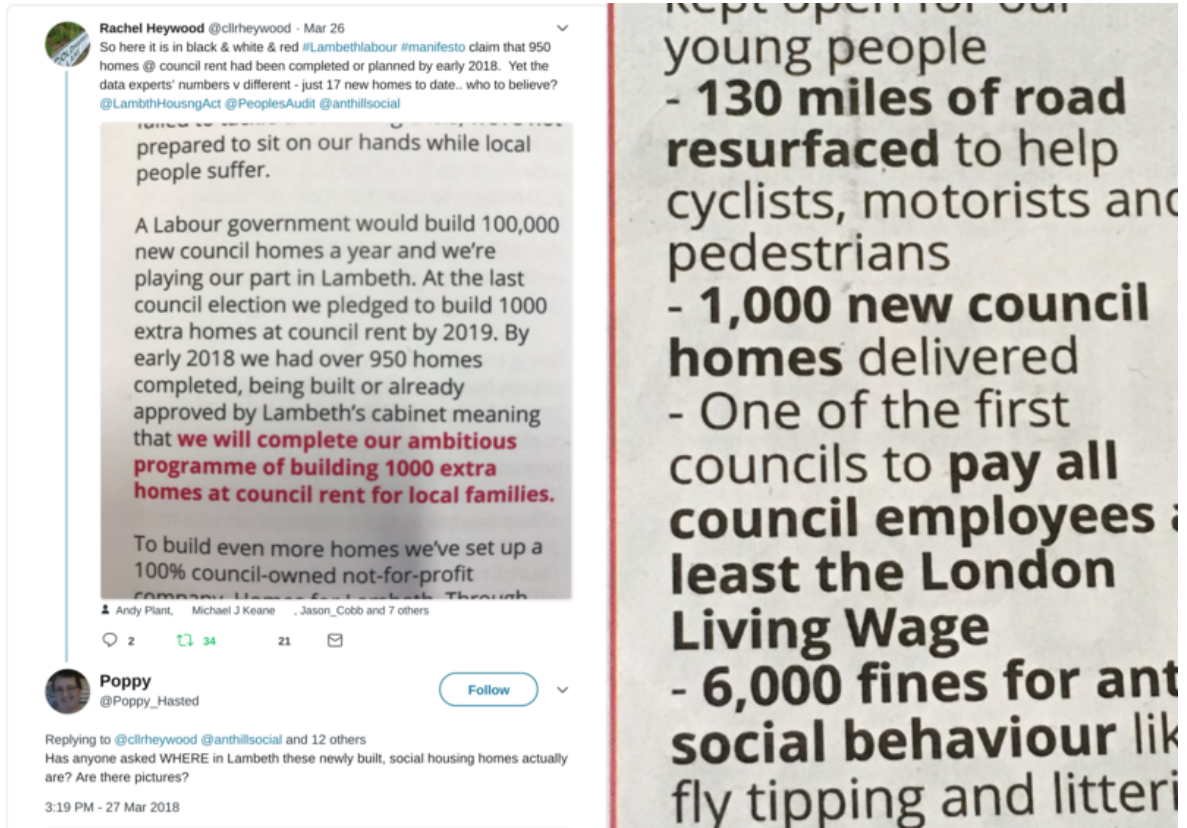 Rachel Heywood @cllrheywood · Mar 26
So here it is in black & white & red #Lambethlabour #manifesto claim that 950
homes @ council rent had been completed or planned by early 2018. Yet the
data experts' numbers v different - just 17 new homes to date.. who to believe?
@LambthHousngAct @PeoplesAudit @anthillsocial
prepared to sit on our hands while local
people suffer.
A Labour government would build 100,000
new council homes a year and we're
playing our part in Lambeth. At the last
council election we pledged to build 1000
extra homes at council rent by 2019. By
early 2018 we had over 950 homes
completed, being built or already
approved by Lambeth's cabinet meaning
that we will complete our ambitious
programme of building 1000 extra
homes at council rent for local families.
To build even more homes we've set up a
100% council-owned not-for-profit
company, Homes for Lambeth. Through
Andy Plant, Michael J Keane , Jason_Cobb and 7 others
2 34 21
Poppy
@Poppy_Hasted
Follow
Replying to @cllrheywood @anthillsocial and 12 others
Has anyone asked WHERE in Lambeth these newly built, social housing homes actually
are? Are there pictures?
3:19 PM - 27 Mar 2018
kept open for our
young people
- 130 miles of road
resurfaced to help
cyclists, motorists and
pedestrians
- 1,000 new council
homes delivered
- One of the first
councils to pay all
council employees a
least the London
Living Wage
- 6,000 fines for ant
social behaviour lik
fly tipping and litteri